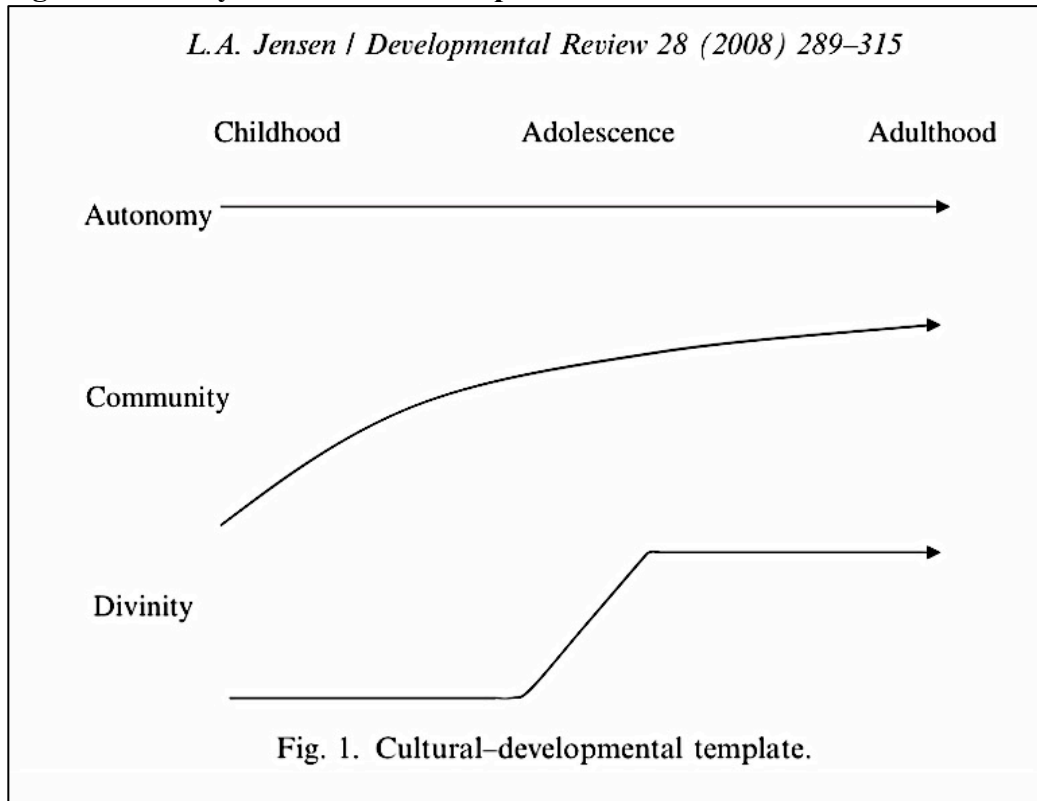 L.A. Jensen / Developmental Review 28 (2008) 289–315
Childhood Adolescence Adulthood
Autonomy
Community
Divinity
Fig. 1. Cultural–developmental template.